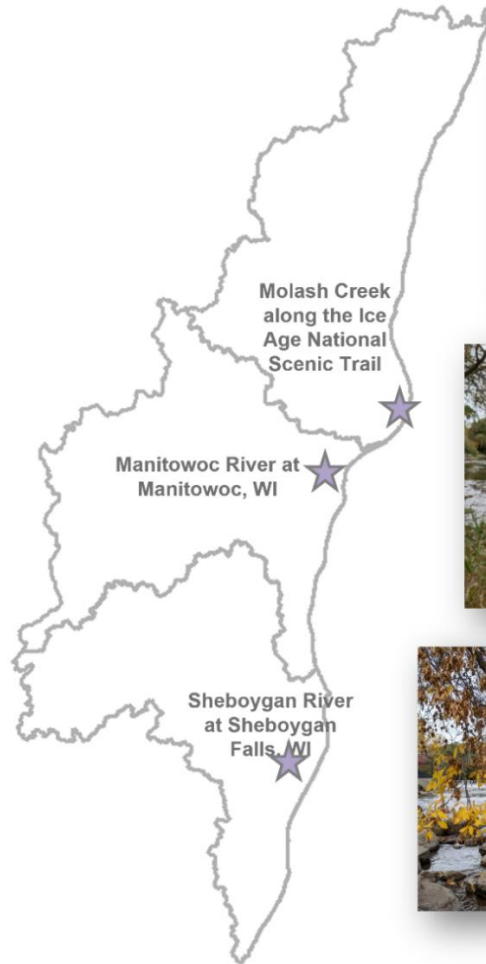 Molash Creek
along the Ice
Age National
Scenic Trail
Manitowoc River at
Manitowoc, WI
Sheboygan River
at Sheboygan
Falls, WI